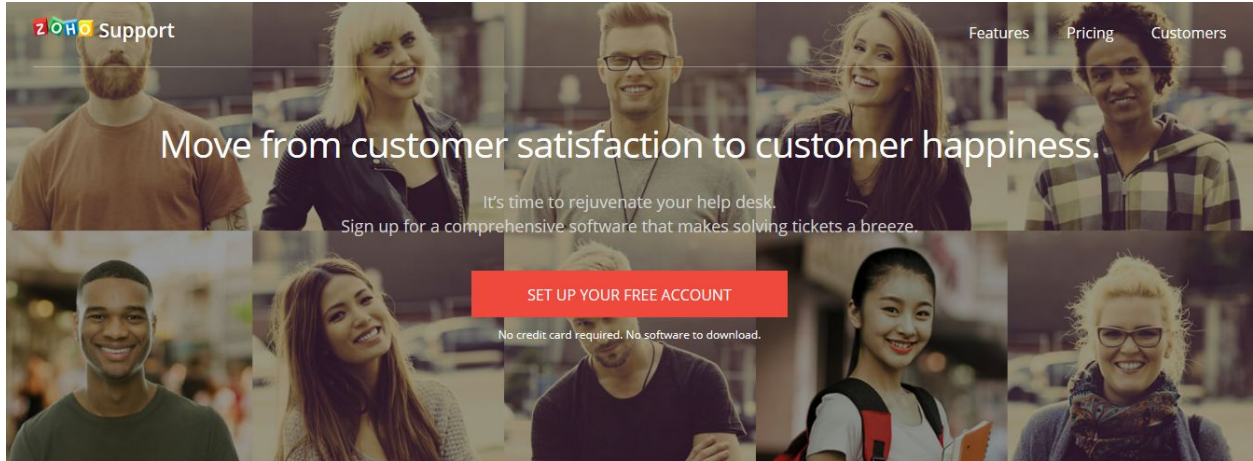 ZOHO Support
Features
Pricing
Customers
Move from customer satisfaction to customer happiness.
It's time to rejuvenate your help desk.
Sign up for a comprehensive software that makes solving tickets a breeze.
SET UP YOUR FREE ACCOUNT
No credit card required. No software to download.